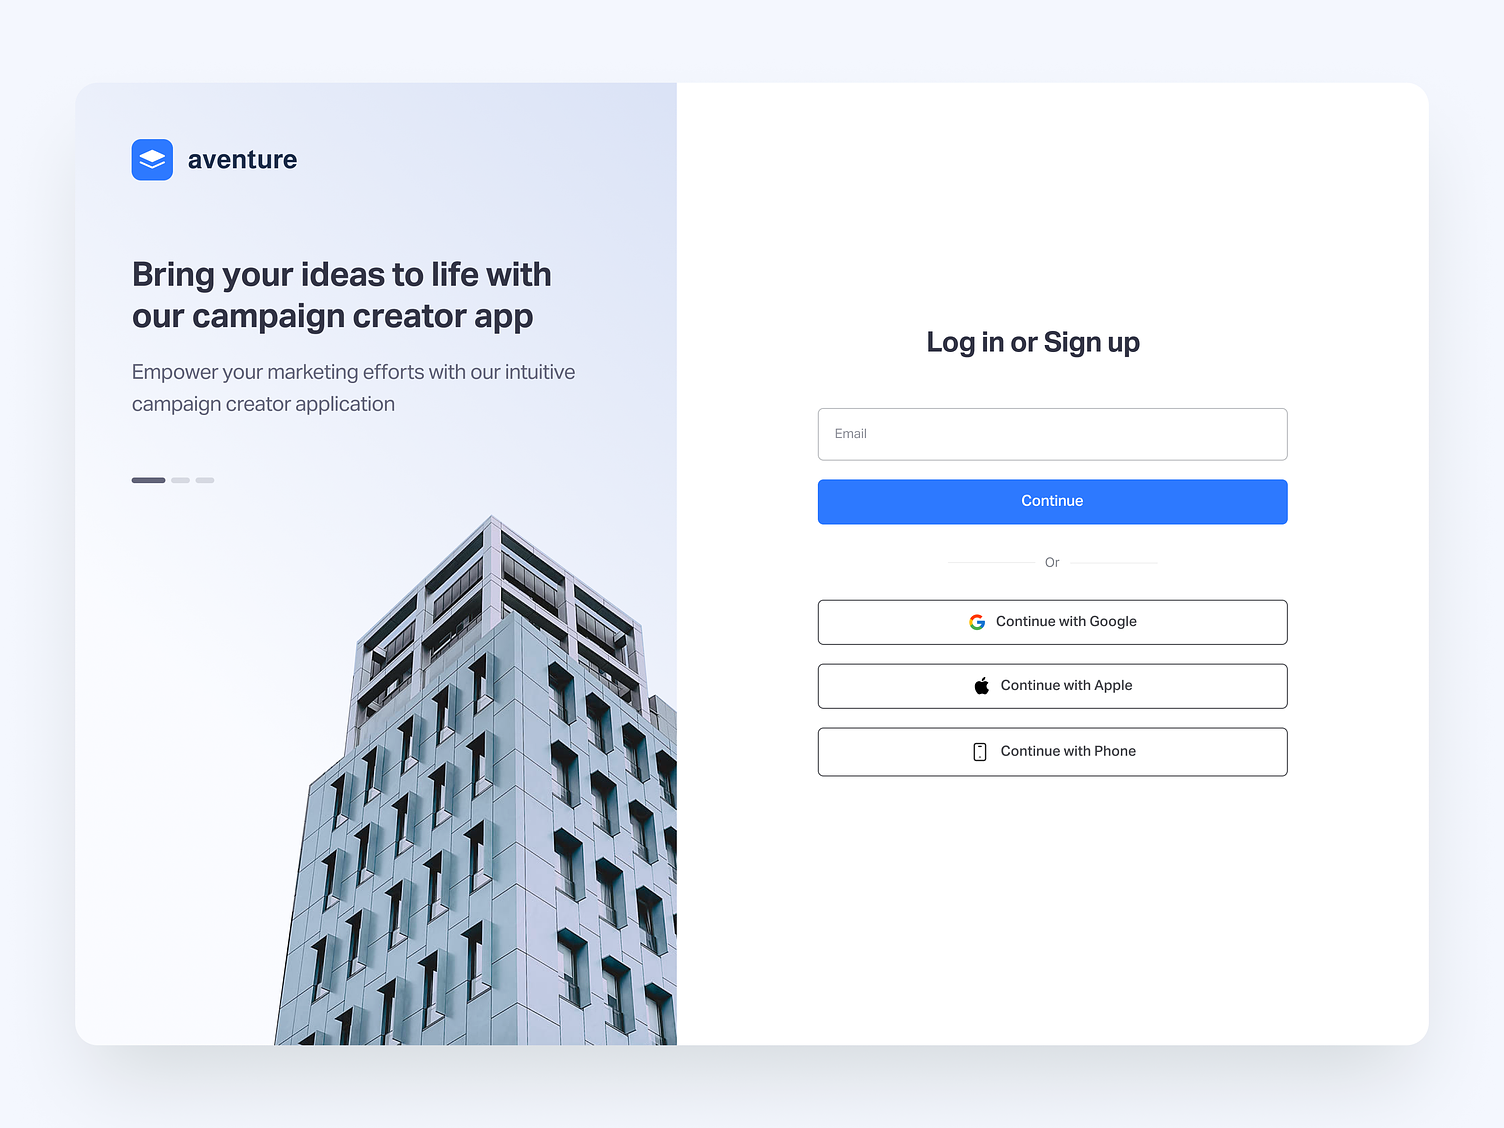 aventure
Bring your ideas to life with
our campaign creator app
Empower your marketing efforts with our intuitive
campaign creator application
Log in or Sign up
Email
Continue
Or
Continue with Google
Continue with Apple
Continue with Phone